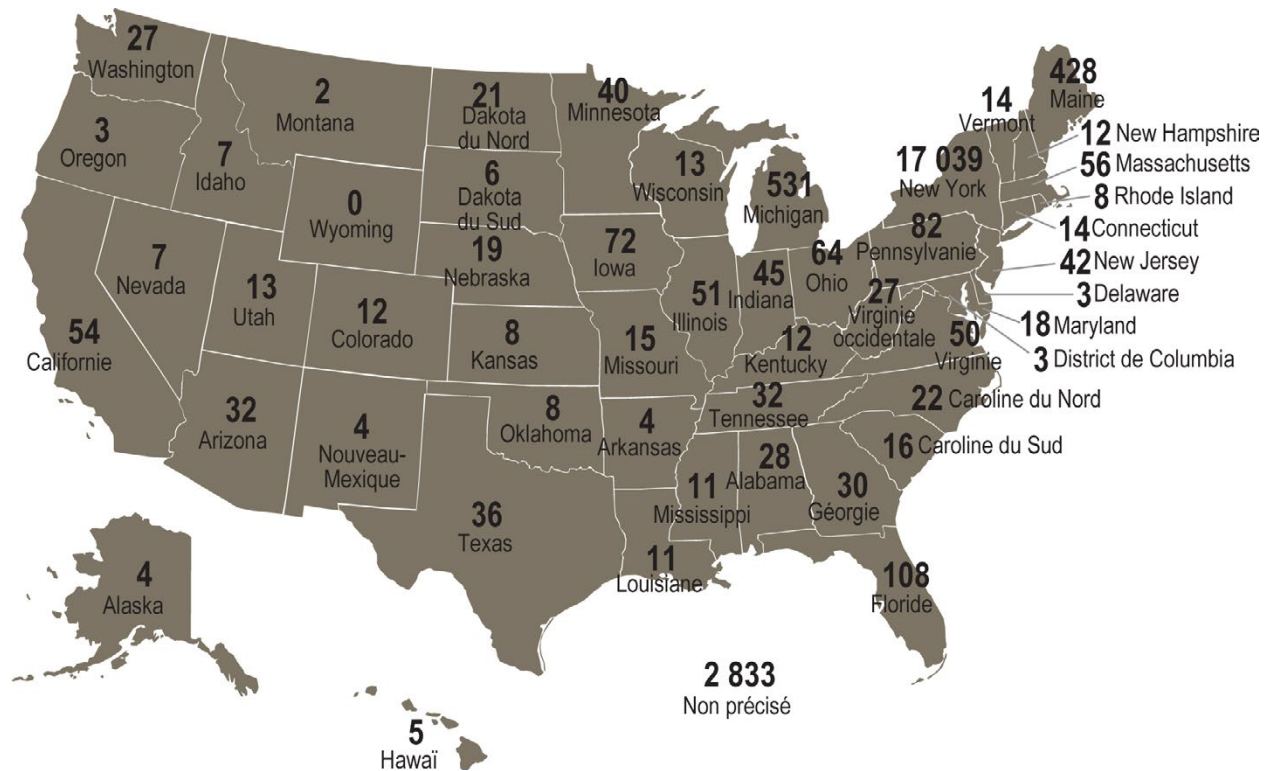 27
Washington
3
Oregon
7
Idaho
2
Montana
0
Wyoming
21
Dakota
du Nord
6
Dakota
du Sud
19
Nebraska
40
Minnesota
13
Wisconsin
531
Michigan
72
Iowa
7
Nevada
13
Utah
12
Colorado
8
Kansas
54
Californie
32
Arizona
4
Nouveau-
Mexique
8
Oklahoma
36
Texas
15
Missouri
4
Arkansas
11
Louisiane
51
Illinois
45
Indiana
64
Ohio
12
Kentucky
32
Tennessee
11
Mississippi
28
Alabama
30
Géorgie
108
Floride
428
Maine
14
Vermont
12 New Hampshire
56 Massachusetts
17 039
New York
8 Rhode Island
14 Connecticut
82
Pennsylvanie
42 New Jersey
3 Delaware
27
Virginie
occidentale
18 Maryland
50
Virginie
3 District de Columbia
22 Caroline du Nord
16 Caroline du Sud
4
Alaska
5
Hawaï
2 833
Non précisé